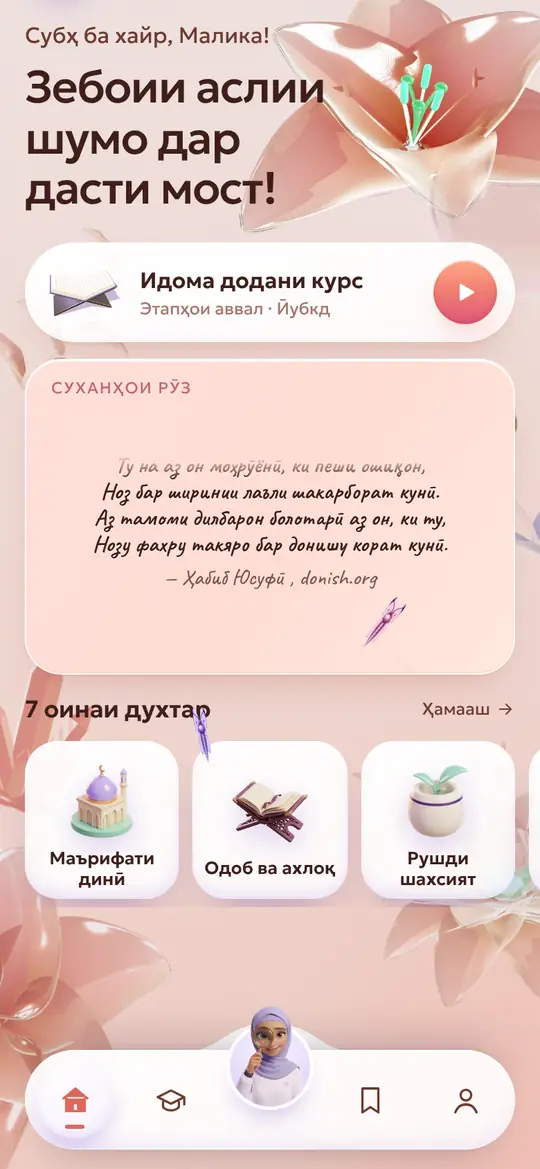 Субҳ ба хайр, Малика!
Зебоии аслии
шумо дар
дасти мост!
Идома додани курс
Этапҳои аввал · Йубкд
СУХАНҲОИ РӮЗ
Ту на аз он моҳрӯёнӣ, ки пеши ошиқон,
Ноз бар ширинии лаъли шакарборат кунӣ.
Аз тамоми дилбарон болотарӣ аз он, ки ту,
Нозу фахру такяро бар донишу корат кунӣ.
— Ҳабиб Юсуфӣ , donish.org
7 оинаи духтар
Ҳамааш →
Маърифати
динӣ
Одоб ва ахлоқ
Рушди
шахсият